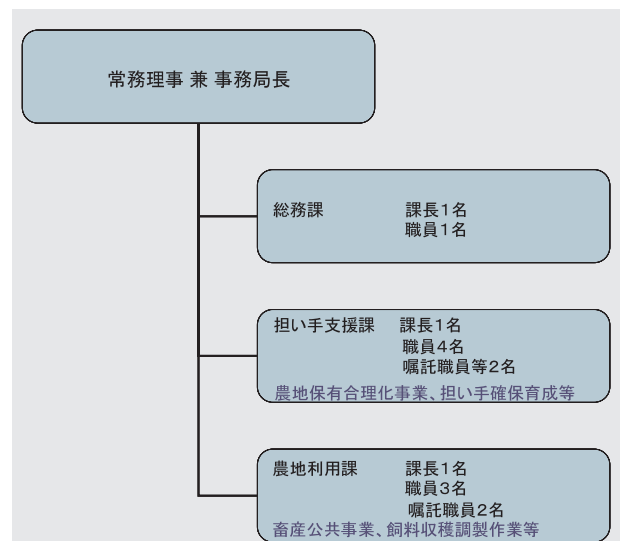 常務理事 兼 事務局長
総務課 課長1名
職員1名
担い手支援課 課長1名
職員4名
嘱託職員等2名
農地保有合理化事業、担い手確保育成等
農地利用課 課長1名
職員3名
嘱託職員2名
畜産公共事業、飼料収穫調製作業等